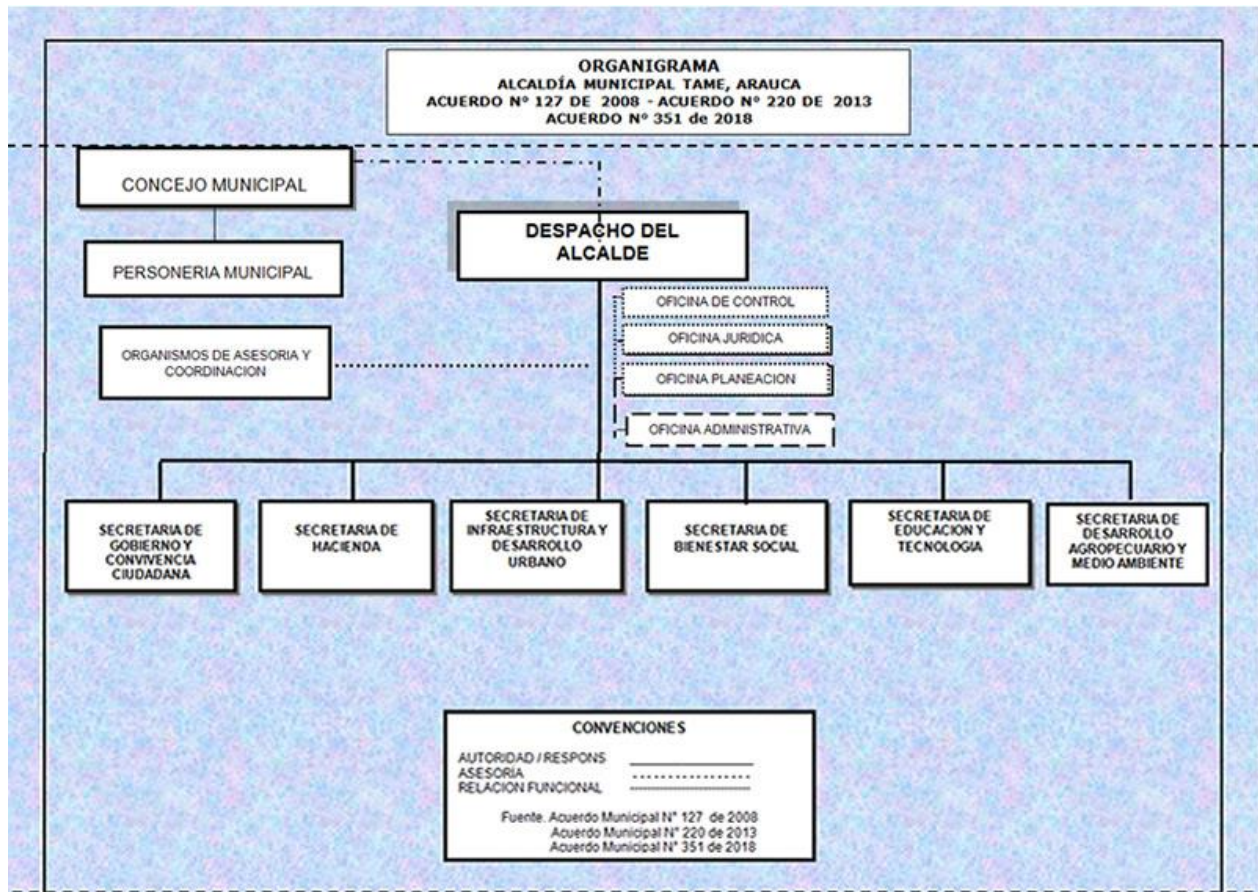 ORGANIGRAMA
ALCALDÍA MUNICIPAL TAME, ARAUCA
ACUERDO Nº 127 DE 2008 - ACUERDO Nº 220 DE 2013
ACUERDO Nº 351 de 2018
CONCEJO MUNICIPAL
DESPACHO DEL
ALCALDE
PERSONERIA MUNICIPAL
OFICINA DE CONTROL
OFICINA JURIDICA
ORGANISMOS DE ASESORIA Y
COORDINACION
OFICINA PLANEACION
OFICINA ADMINISTRATIVA
SECRETARIA DE
GOBIERNO Y
CONVIVENCIA
CIUDADANA
SECRETARIA DE
HACIENDA
SECRETARIA DE
INFRAESTRUCTURA Y
DESARROLLO
URBANO
SECRETARIA DE
BIENESTAR SOCIAL
SECRETARIA DE
EDUCACION Y
TECNOLOGIA
SECRETARIA DE
DESARROLLO
AGROPECUARIO Y
MEDIO AMBIENTE
CONVENCIONES
AUTORIDAD / RESPONS
ASESORÍA
RELACION FUNCIONAL
Fuente. Acuerdo Municipal N° 127 de 2008
Acuerdo Municipal N° 220 de 2013
Acuerdo Municipal N° 351 de 2018